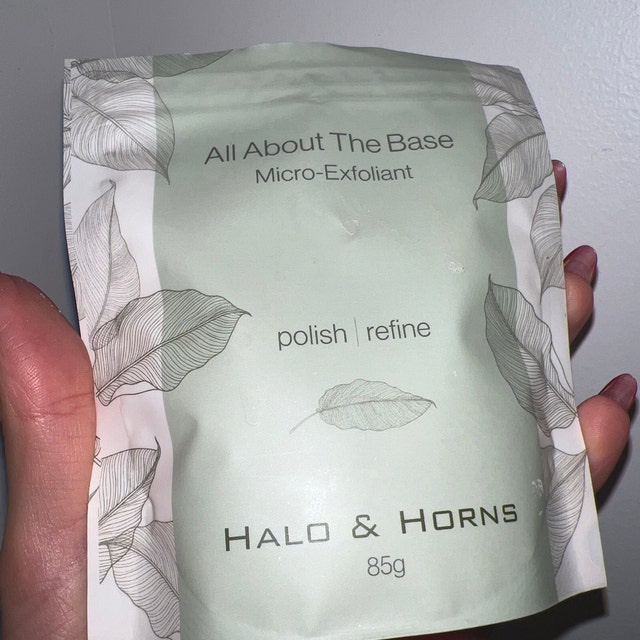 All About The Base
Micro-Exfoliant
polish | refine
HALO & HORNS
85g